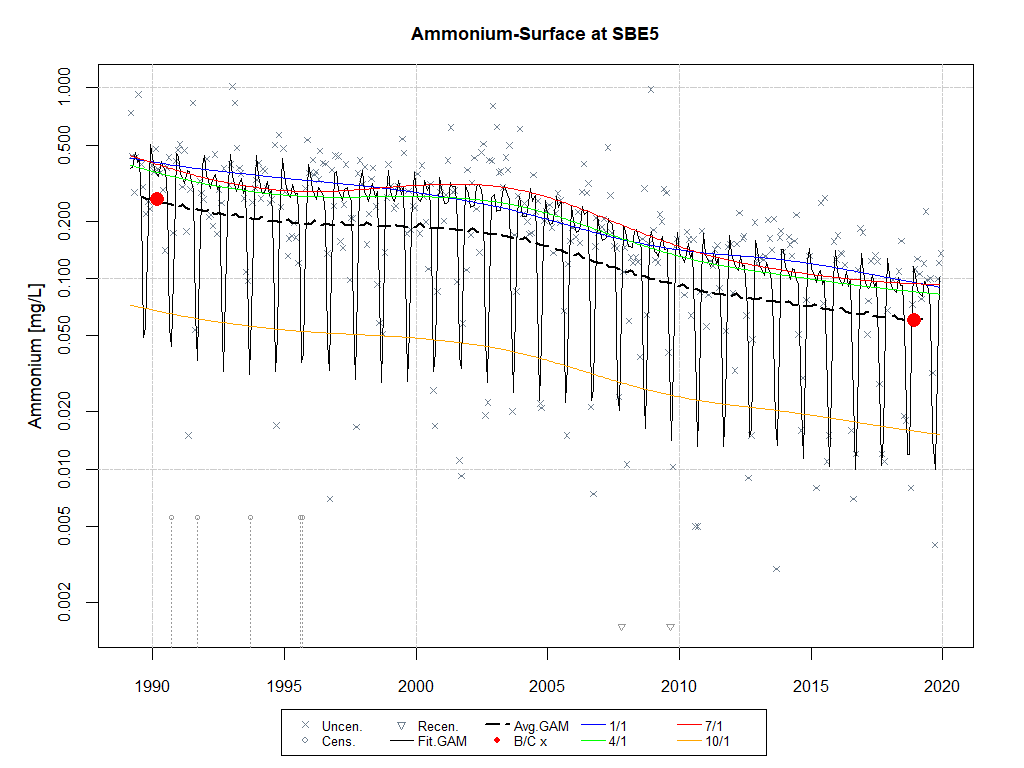 Ammonium-Surface at SBE5
Ammonium [mg/L]
1.000
0.500
0.200
0.100
0.050
0.020
0.010
0.005
0.002
1990 1995 2000 2005 2010 2015 2020
Uncen. Recen. Avg.GAM 1/1 7/1
Cens. Fit.GAM B/C x 4/1 10/1